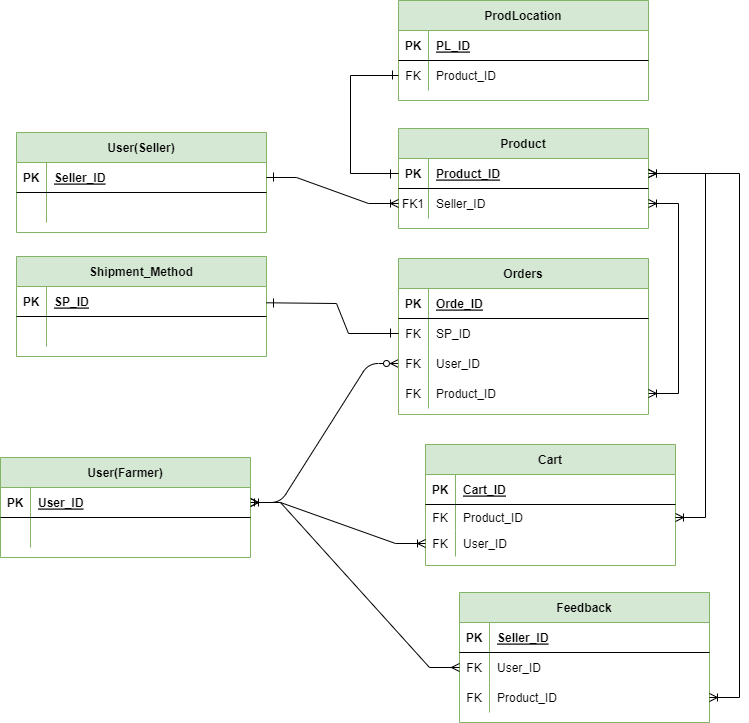 ProdLocation
PK PL_ID
FK Product_ID
User(Seller)
PK Seller_ID
Product
PK Product_ID
FK1 Seller_ID
Shipment_Method
PK SP_ID
Orders
PK Orde_ID
FK SP_ID
FK User_ID
FK Product_ID
User(Farmer)
PK User_ID
Cart
PK Cart_ID
FK Product_ID
FK User_ID
Feedback
PK Seller_ID
FK User_ID
FK Product_ID